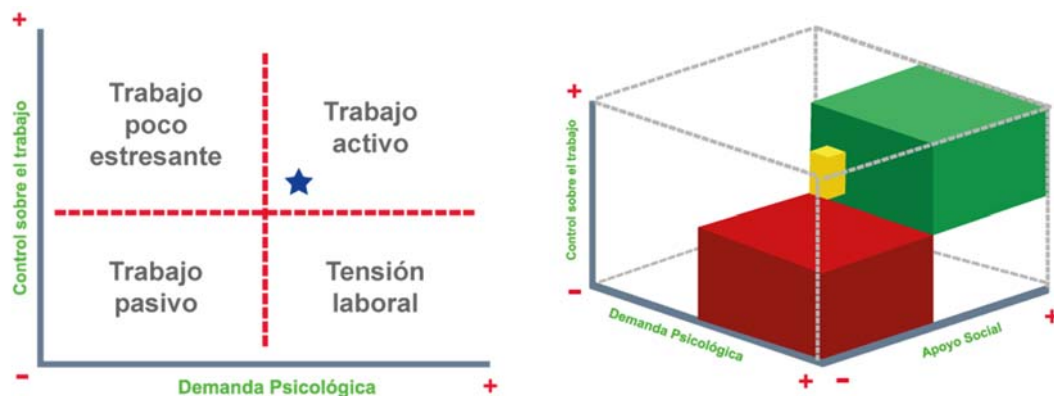 +
Control sobre el trabajo
Trabajo
poco
estresante
Trabajo
activo
Trabajo
pasivo
Tensión
laboral
-
Demanda Psicológica
+
+
Control sobre el trabajo
-
Demanda Psicológica
+
-
Apoyo Social
+